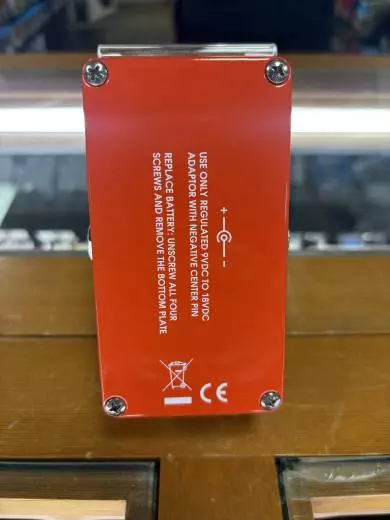 USE ONLY REGULATED 9VDC TO 18VDC
ADAPTOR WITH NEGATIVE CENTER PIN
REPLACE BATTERY: UNSCREW ALL FOUR
SCREWS AND REMOVE THE BOTTOM PLATE
+ -
CE